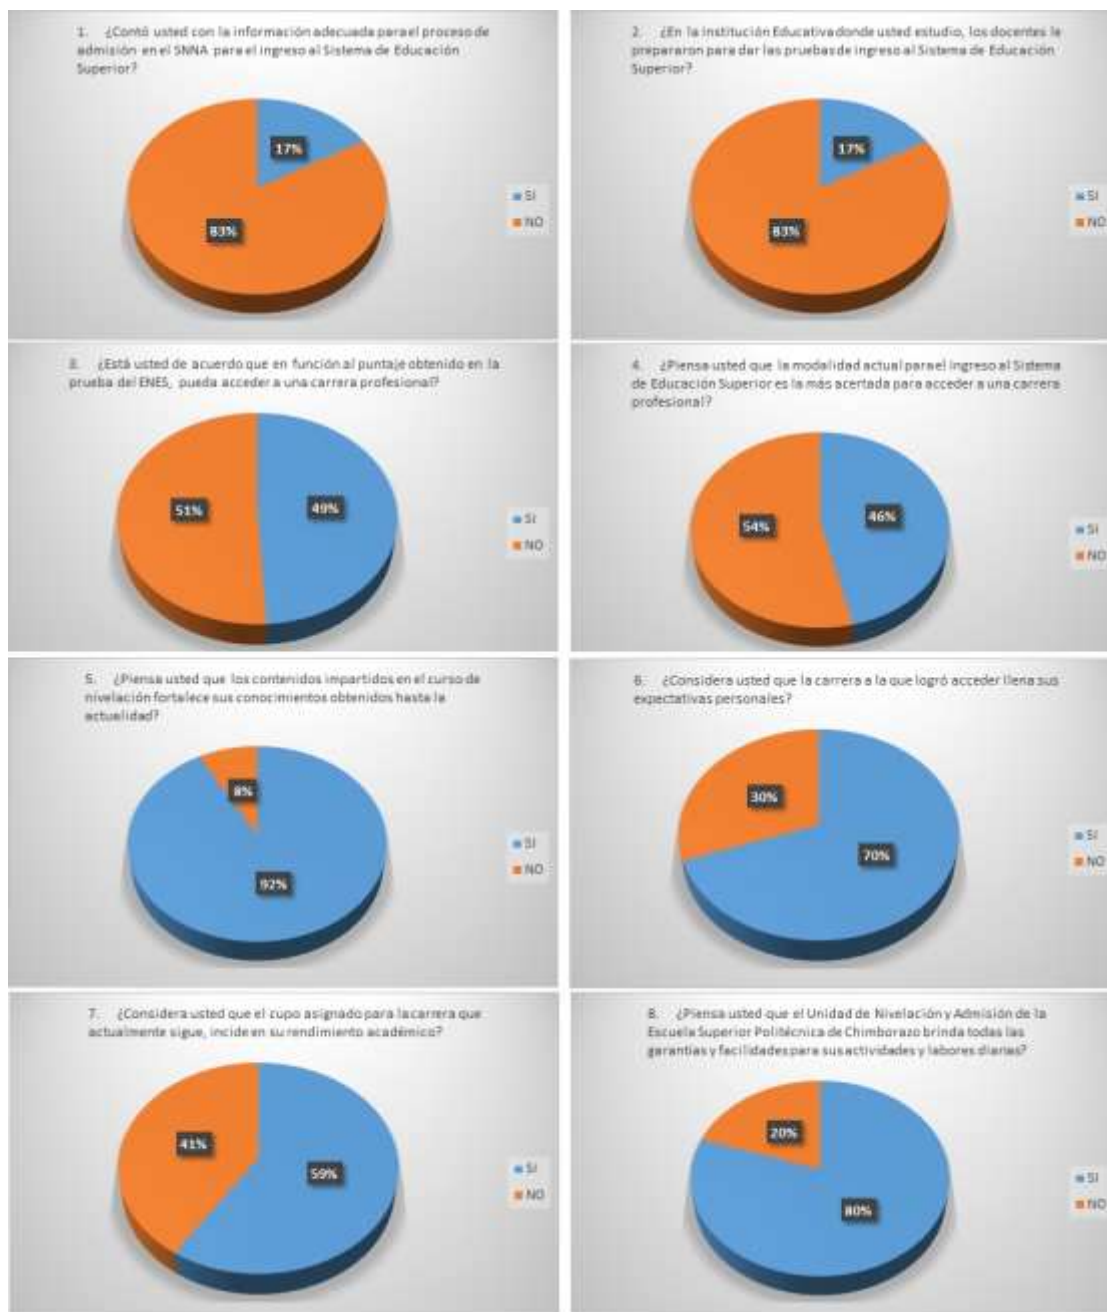 1. ¿Contó usted con la información adecuada para el proceso de
admisión en el SNNA para el ingreso al Sistema de Educación
Superior?
17%
83%
SI
NO
2. ¿En la Institución Educativa donde usted estudio, los docentes le
prepararon para dar las pruebas de ingreso al Sistema de Educación
Superior?
17%
83%
SI
NO
3. ¿Está usted de acuerdo que en función al puntaje obtenido en la
prueba del ENES, pueda acceder a una carrera profesional?
51%
49%
SI
NO
4. ¿Piensa usted que la modalidad actual para el ingreso al Sistema
de Educación Superior es la más acertada para acceder a una carrera
profesional?
54%
46%
SI
NO
5. ¿Piensa usted que los contenidos impartidos en el curso de
nivelación fortalece sus conocimientos obtenidos hasta la
actualidad?
8%
92%
SI
NO
6. ¿Considera usted que la carrera a la que logró acceder llena sus
expectativas personales?
30%
70%
SI
NO
7. ¿Considera usted que el cupo asignado para la carrera que
actualmente sigue, incide en su rendimiento académico?
41%
59%
SI
NO
8. ¿Piensa usted que el Unidad de Nivelación y Admisión de la
Escuela Superior Politécnica de Chimborazo brinda todas las
garantías y facilidades para sus actividades y labores diarias?
20%
80%
SI
NO